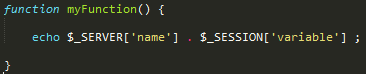 function myFunction() {
echo $_SERVER['name'] . $_SESSION['variable'] ;
}